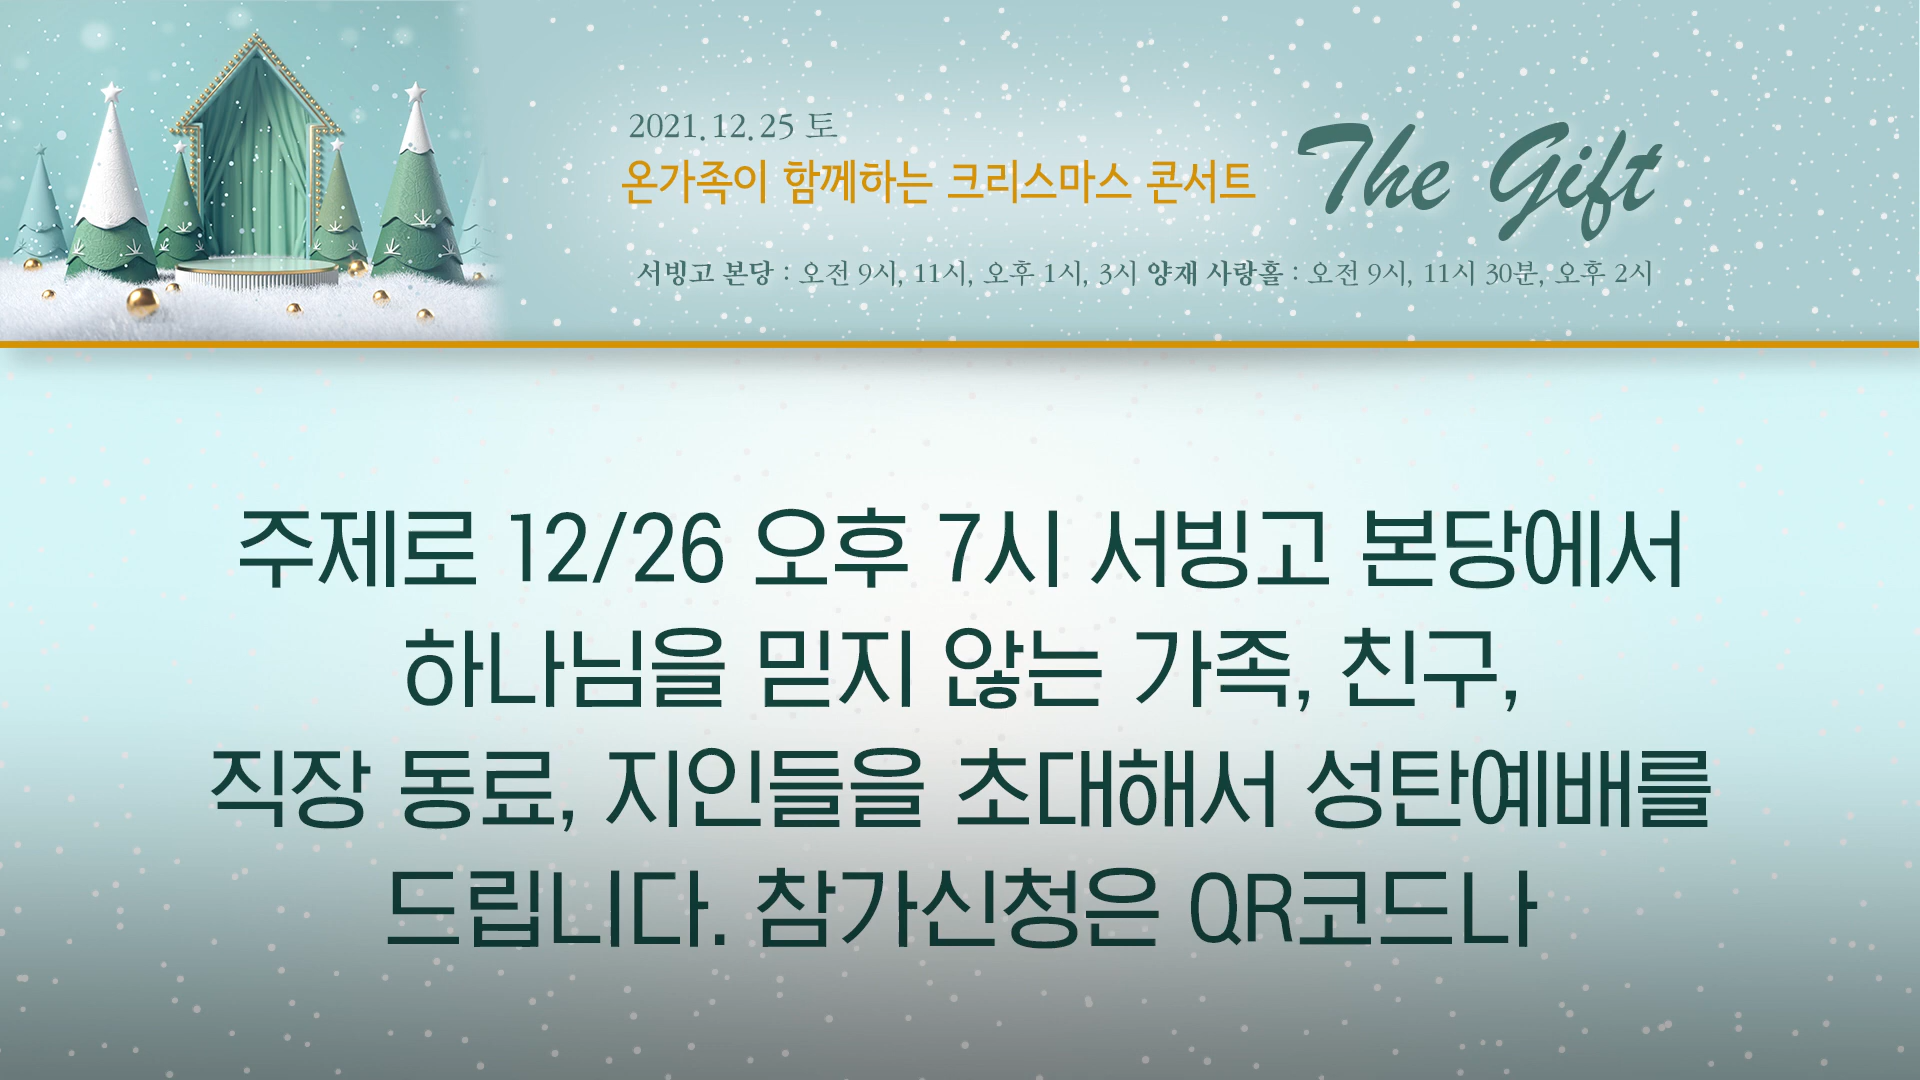 2021.12.25 토
온가족이 함께하는 크리스마스 콘서트
The Gift
서빙고 본당 : 오전 9시, 11시, 오후 1시, 3시 양재 사랑홀 : 오전 9시, 11시 30분, 오후 2시
주제로 12/26 오후 7시 서빙고 본당에서
하나님을 믿지 않는 가족, 친구,
직장 동료, 지인들을 초대해서 성탄예배를
드립니다. 참가신청은 QR코드나